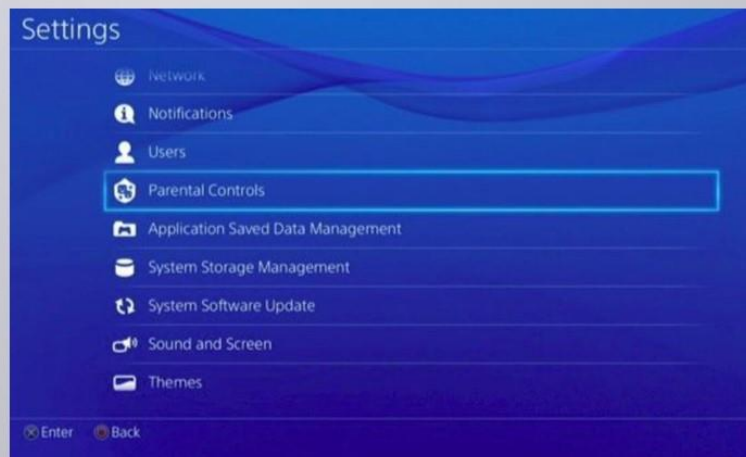 Settings
Network
Notifications
Users
Parental Controls
Application Saved Data Management
System Storage Management
System Software Update
Sound and Screen
Themes
Enter Back